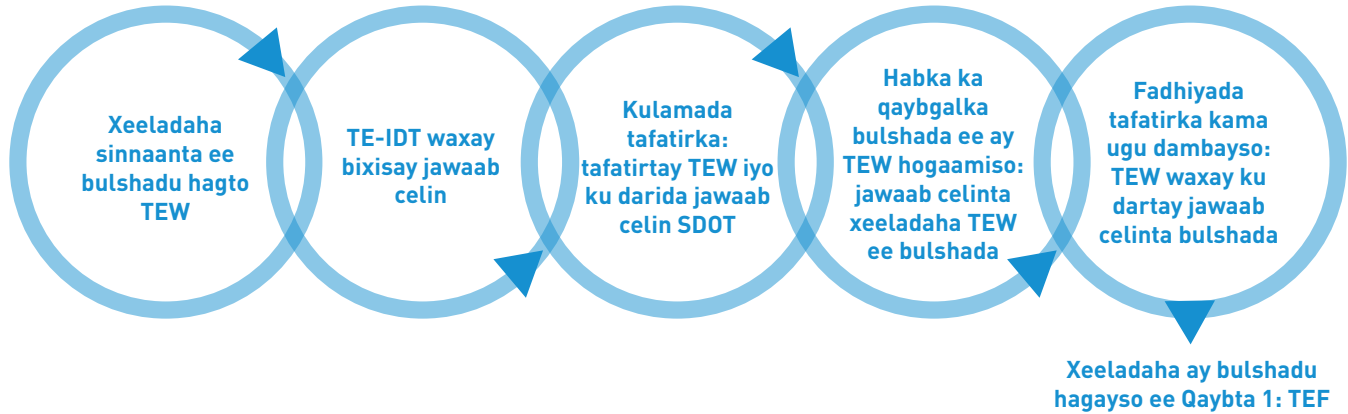 Xeeladaha
sinnaanta ee
bulshadu hagto
TEW
TE-IDT waxay
bixisay jawaab
celin
Kulamada
tafatirka:
tafatirtay TEW iyo
ku darida jawaab
celin SDOT
Habka ka
qaybgalka
bulshada ee ay
TEW hogaamiso:
jawaab celinta
xeeladaha TEW
ee bulshada
Fadhiyada
tafatirka kama
ugu dambayso:
TEW waxay ku
dartay jawaab
celinta bulshada
Xeeladaha ay bulshadu
hagayso ee Qaybta 1: TEF